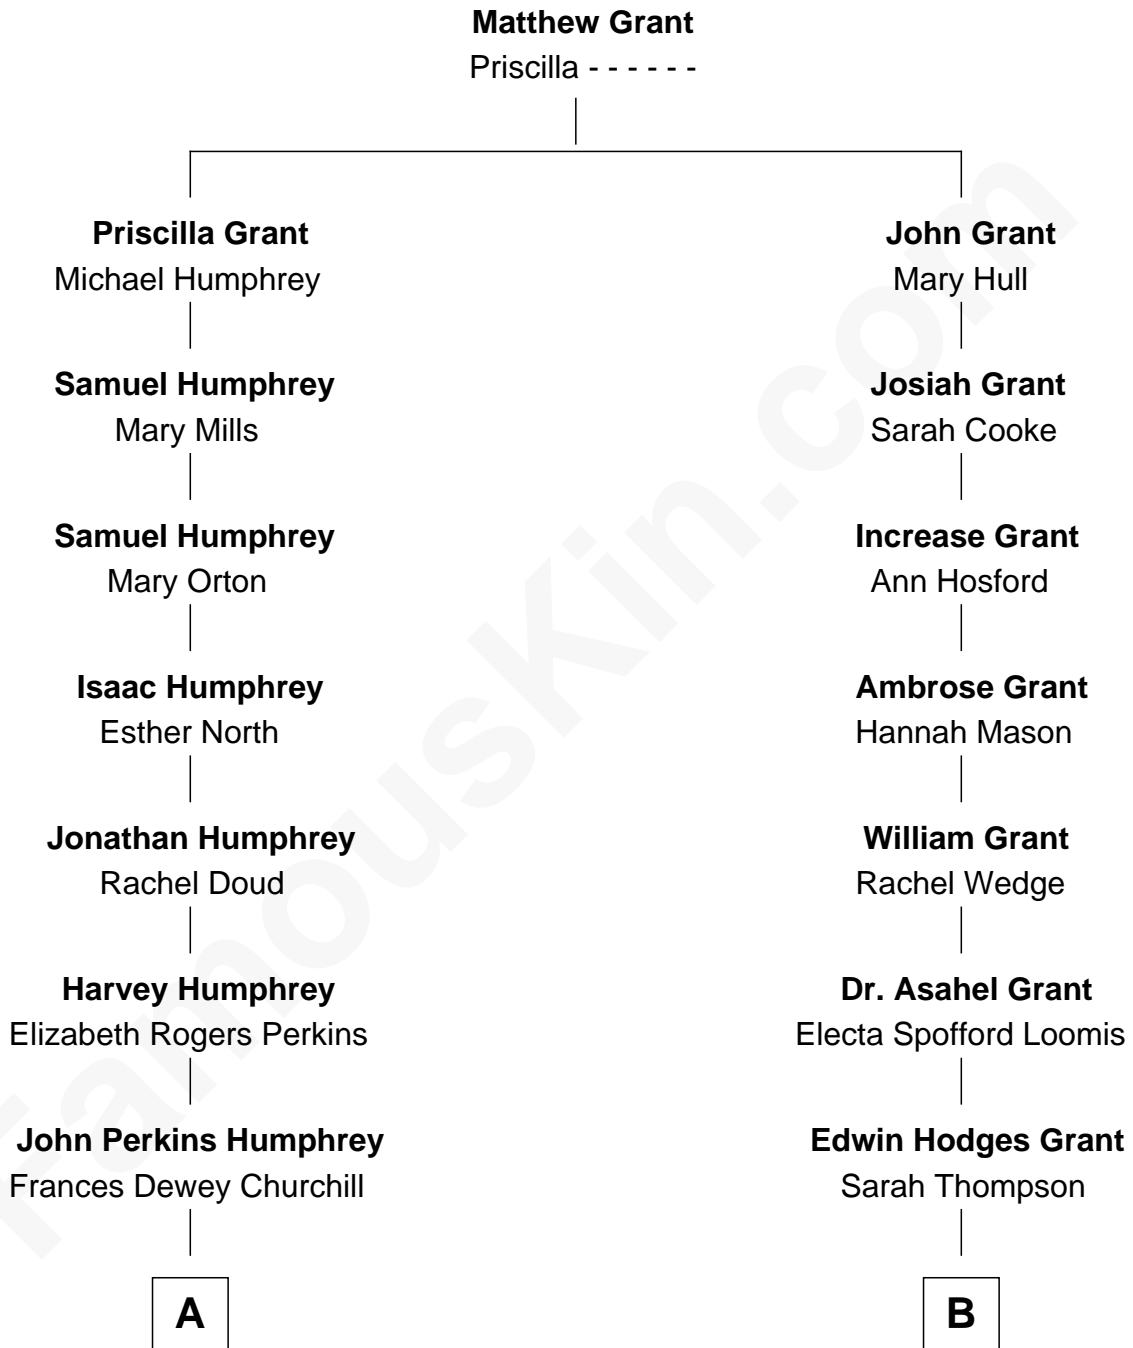 Matthew Grant
Priscilla - - - - - -
Priscilla Grant
Michael Humphrey
John Grant
Mary Hull
Samuel Humphrey
Mary Mills
Josiah Grant
Sarah Cooke
Samuel Humphrey
Mary Orton
Increase Grant
Ann Hosford
Isaac Humphrey
Esther North
Ambrose Grant
Hannah Mason
Jonathan Humphrey
Rachel Doud
William Grant
Rachel Wedge
Harvey Humphrey
Elizabeth Rogers Perkins
Dr. Asahel Grant
Electa Spofford Loomis
John Perkins Humphrey
Frances Dewey Churchill
Edwin Hodges Grant
Sarah Thompson
A
B
FamousKin.com